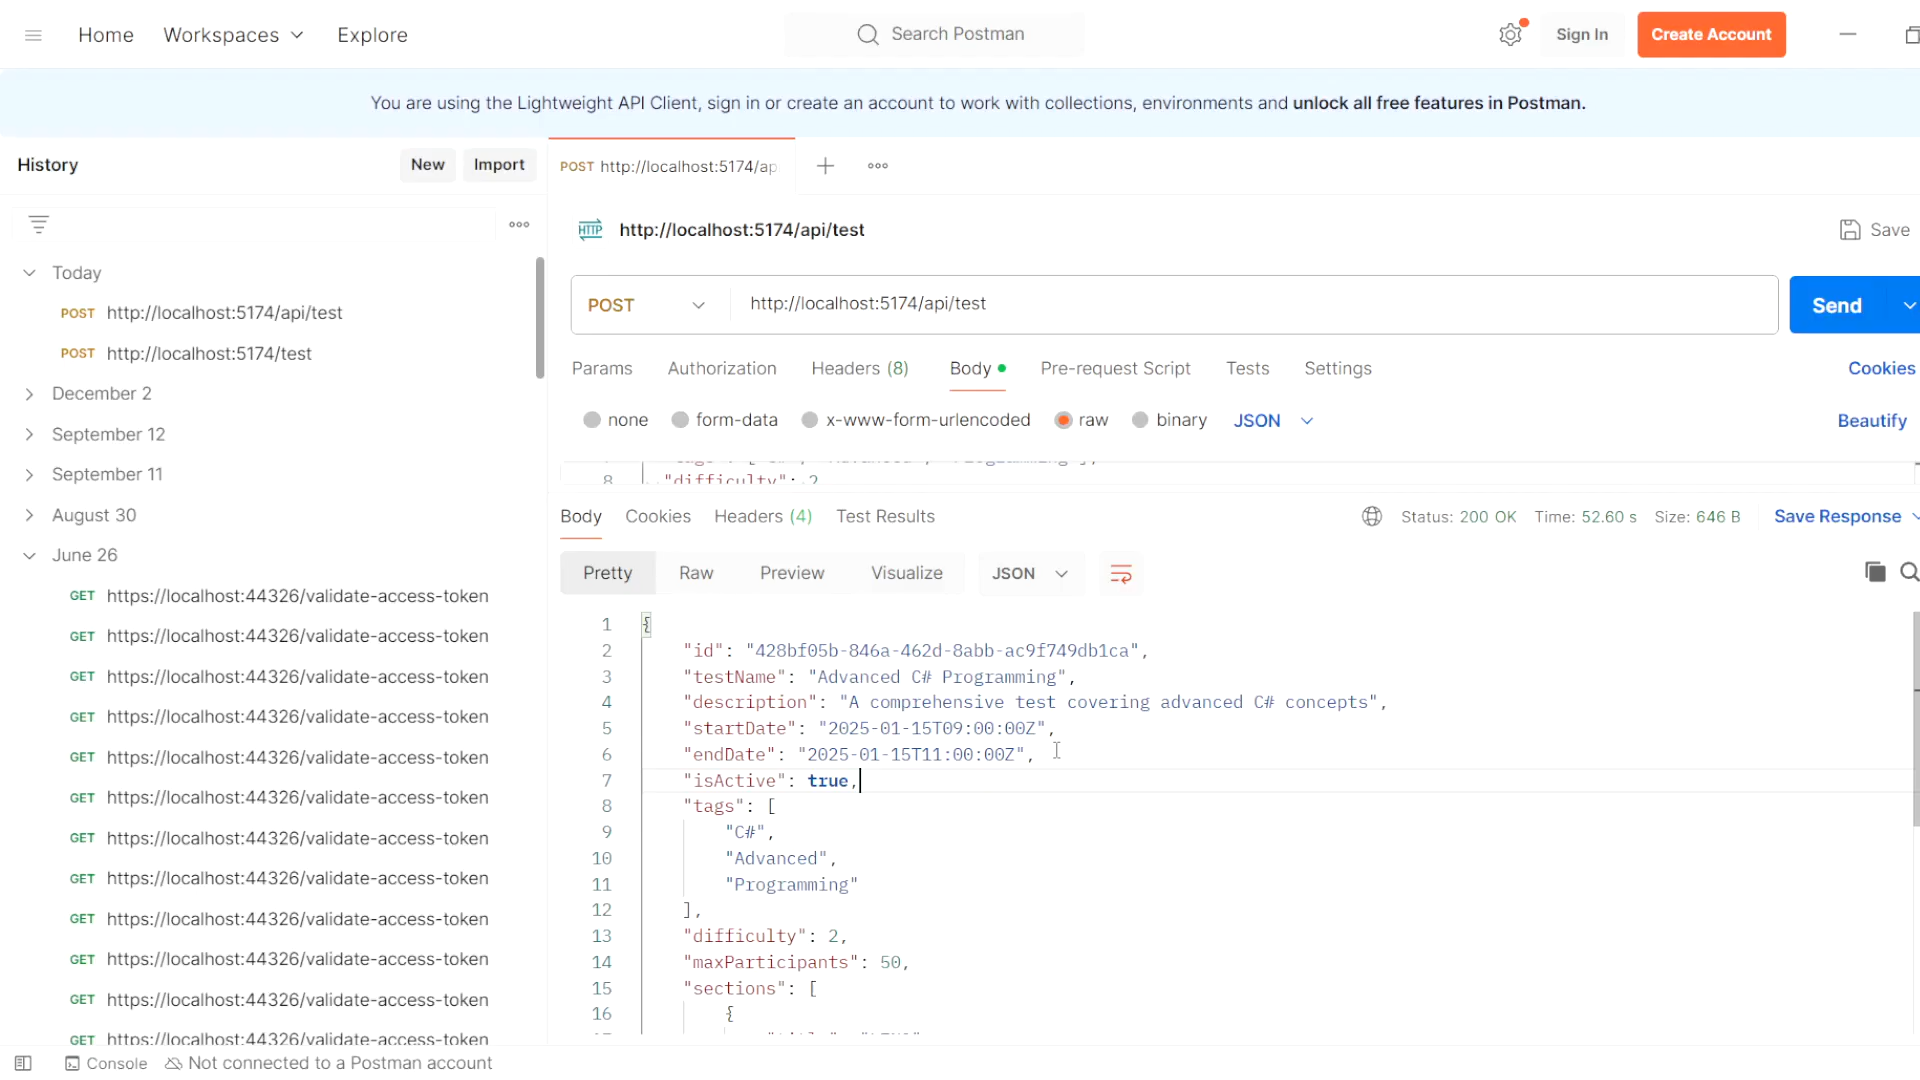 Home Workspaces Explore Search Postman Sign In Create Account
You are using the Lightweight API Client, sign in or create an account to work with collections, environments and unlock all free features in Postman.
History New Import
POST http://localhost:5174/ap
HTTP http://localhost:5174/api/test Save
Today
POST http://localhost:5174/api/test
POST http://localhost:5174/test
December 2
September 12
September 11
August 30
June 26
GET https://localhost:44326/validate-access-token
GET https://localhost:44326/validate-access-token
GET https://localhost:44326/validate-access-token
GET https://localhost:44326/validate-access-token
GET https://localhost:44326/validate-access-token
GET https://localhost:44326/validate-access-token
GET https://localhost:44326/validate-access-token
GET https://localhost:44326/validate-access-token
GET https://localhost:44326/validate-access-token
GET https://localhost:44326/validate-access-token
GET https://localhost:44326/validate-access-token
GET https://localhost:44326/validate-access-token
POST http://localhost:5174/api/test Send
Params Authorization Headers (8) Body Pre-request Script Tests Settings Cookies
none form-data x-www-form-urlencoded raw binary JSON Beautify
8 "difficulty": 2
Body Cookies Headers (4) Test Results Status: 200 OK Time: 52.60 s Size: 646 B Save Response
Pretty Raw Preview Visualize JSON
1 {
2 "id": "428bf05b-846a-462d-8abb-ac9f749db1ca",
3 "testName": "Advanced C# Programming",
4 "description": "A comprehensive test covering advanced C# concepts",
5 "startDate": "2025-01-15T09:00:00Z",
6 "endDate": "2025-01-15T11:00:00Z",
7 "isActive": true,
8 "tags": [
9 "C#",
10 "Advanced",
11 "Programming"
12 ],
13 "difficulty": 2,
14 "maxParticipants": 50,
15 "sections": [
16 {
Console Not connected to a Postman account